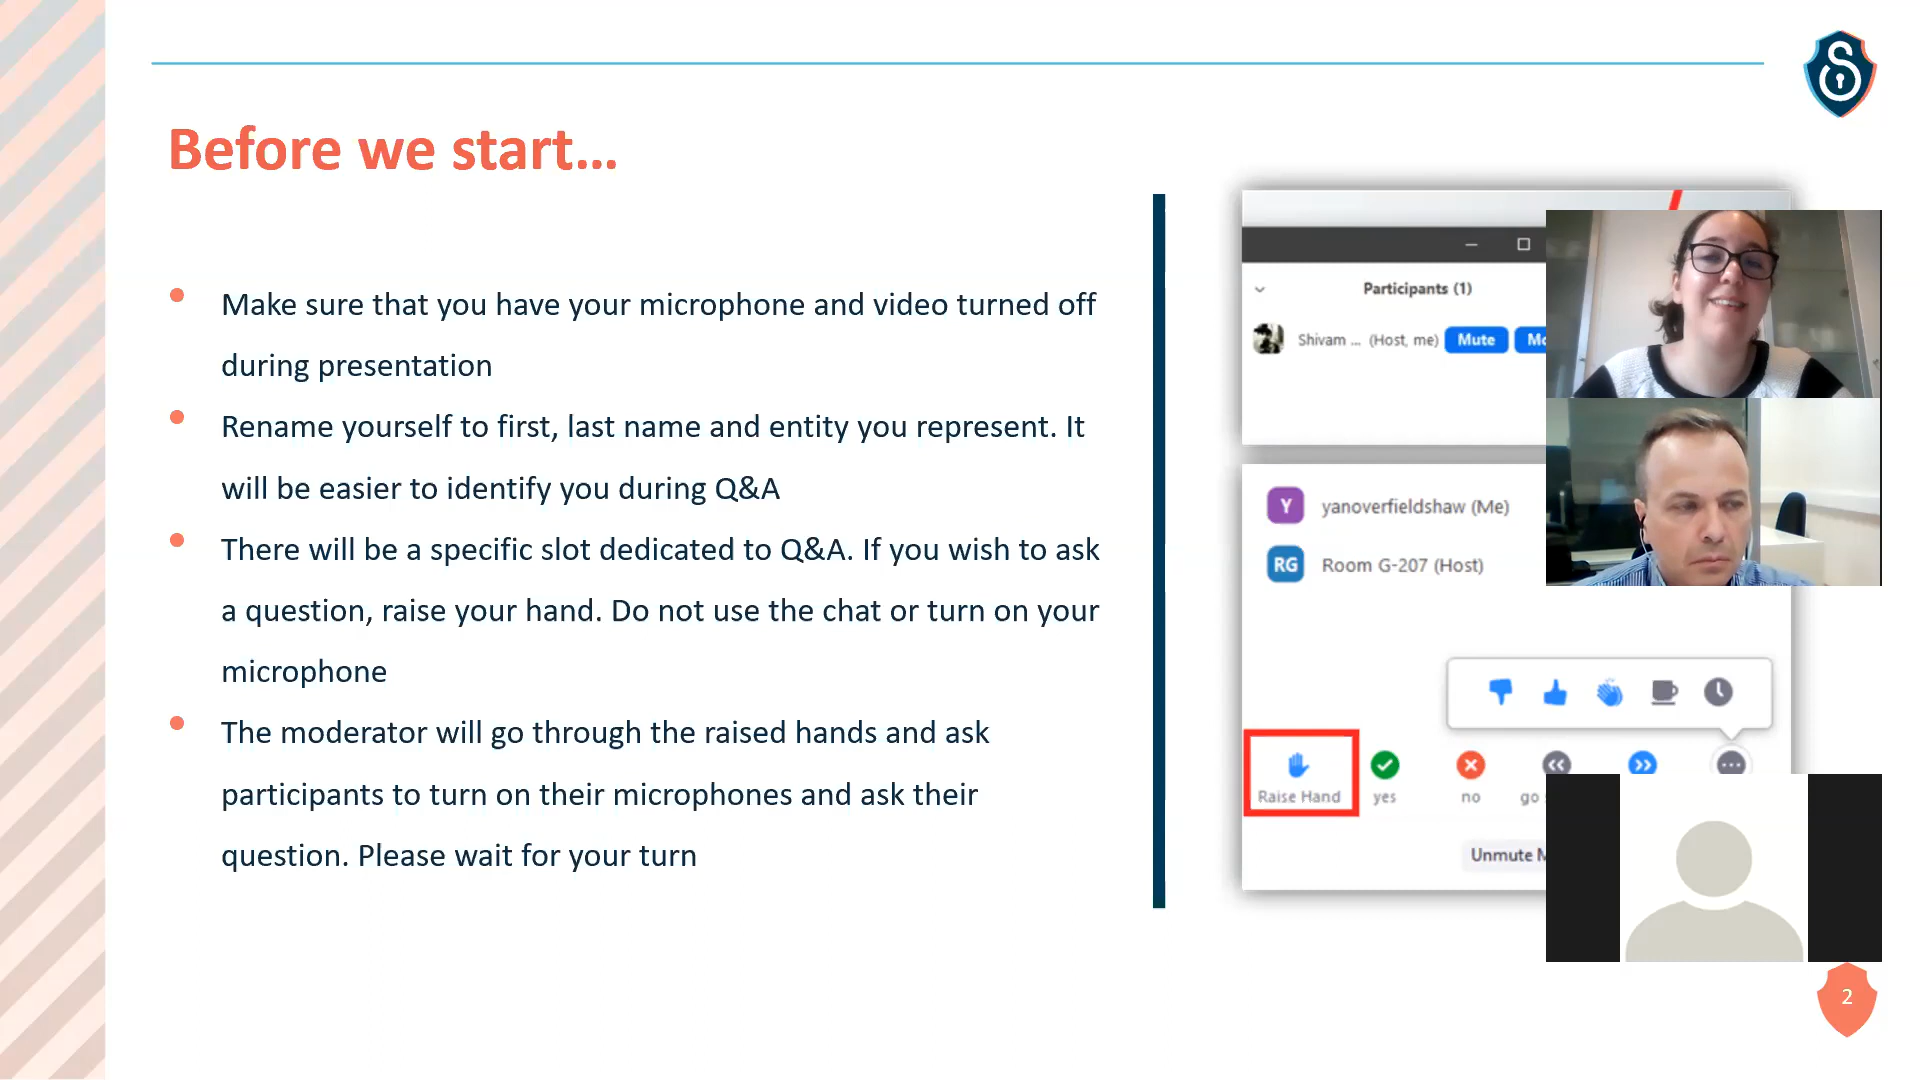 Before we start...
Make sure that you have your microphone and video turned off
during presentation
Rename yourself to first, last name and entity you represent. It
will be easier to identify you during Q&A
There will be a specific slot dedicated to Q&A. If you wish to ask
a question, raise your hand. Do not use the chat or turn on your
microphone
The moderator will go through the raised hands and ask
participants to turn on their microphones and ask their
question. Please wait for your turn
Participants (1)
Shivam ... (Host, me) Mute Mo
Y yanoverfieldshaw (Me)
RG Room G-207 (Host)
Raise Hand yes no go
Unmute M
2